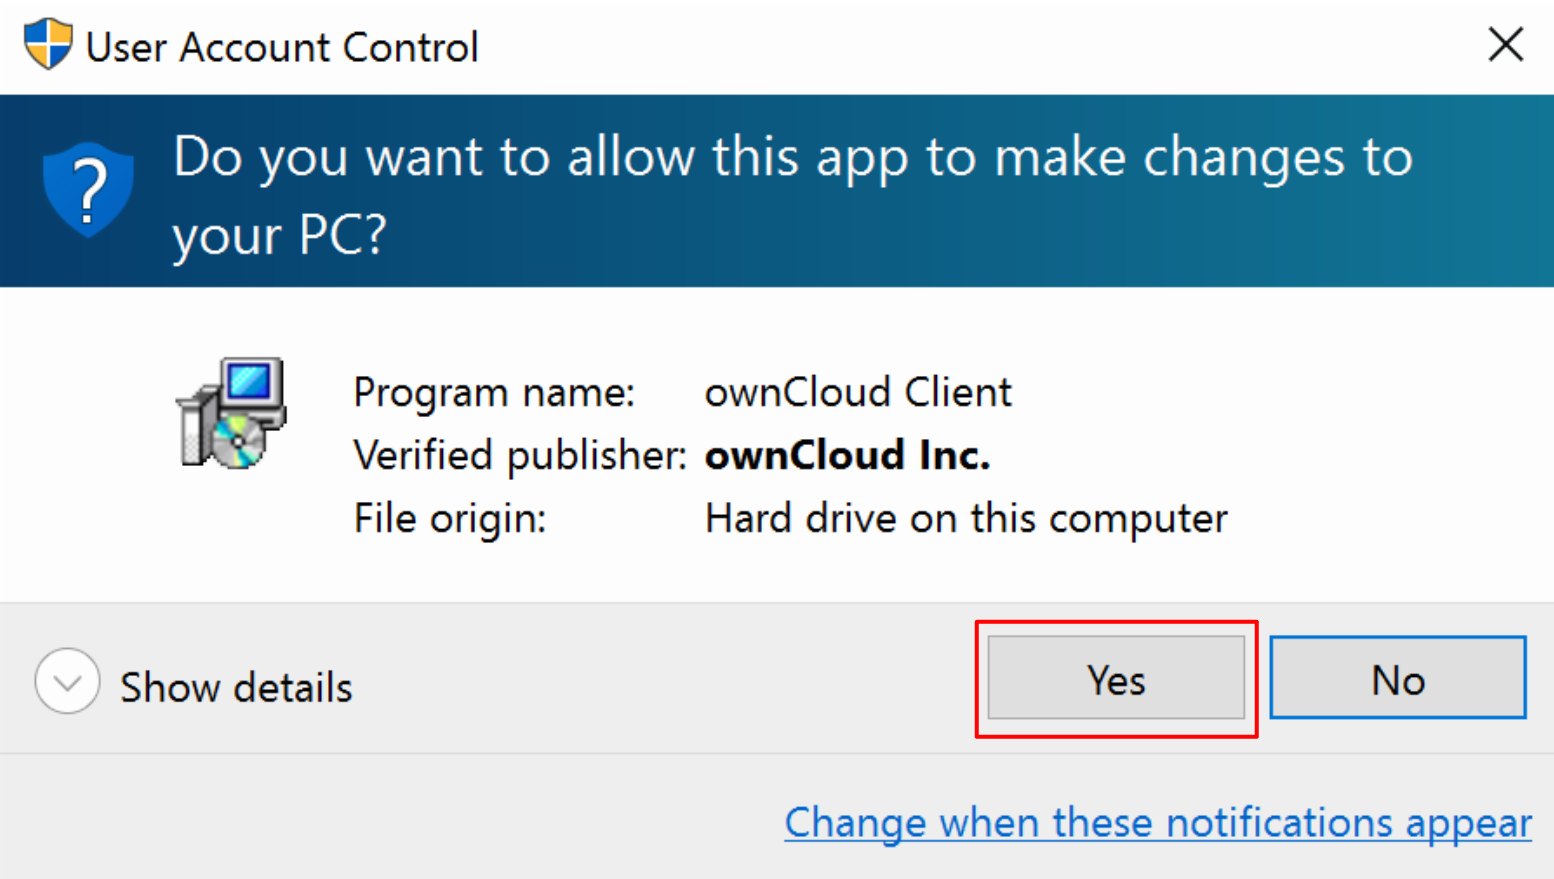 User Account Control
?
Do you want to allow this app to make changes to
your PC?
Program name: ownCloud Client
Verified publisher: ownCloud Inc.
File origin: Hard drive on this computer
Show details
Yes
No
Change when these notifications appear